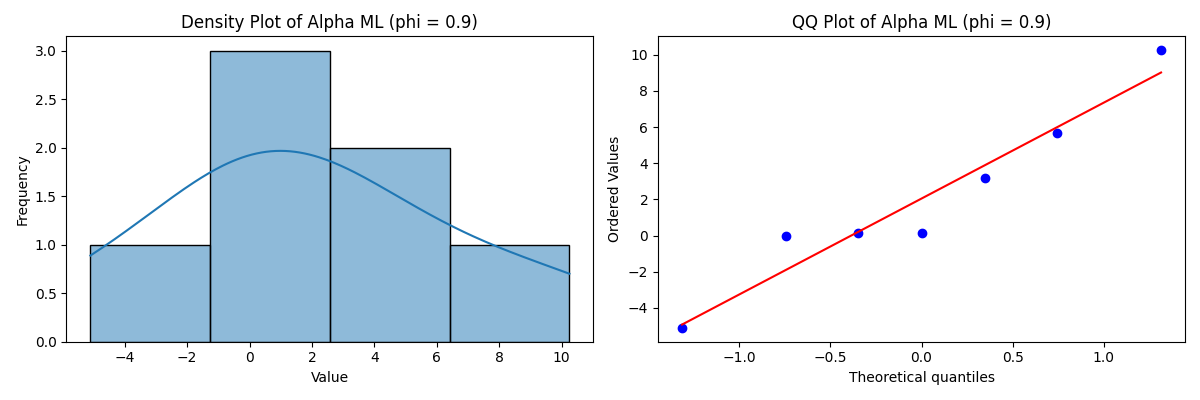 Density Plot of Alpha ML (phi = 0.9)
3.0
2.5
2.0
1.5
1.0
0.5
0.0
Frequency
−4 −2 0 2 4 6 8 10
Value
QQ Plot of Alpha ML (phi = 0.9)
10
8
6
4
2
0
−2
−4
Ordered Values
−1.0 −0.5 0.0 0.5 1.0
Theoretical quantiles